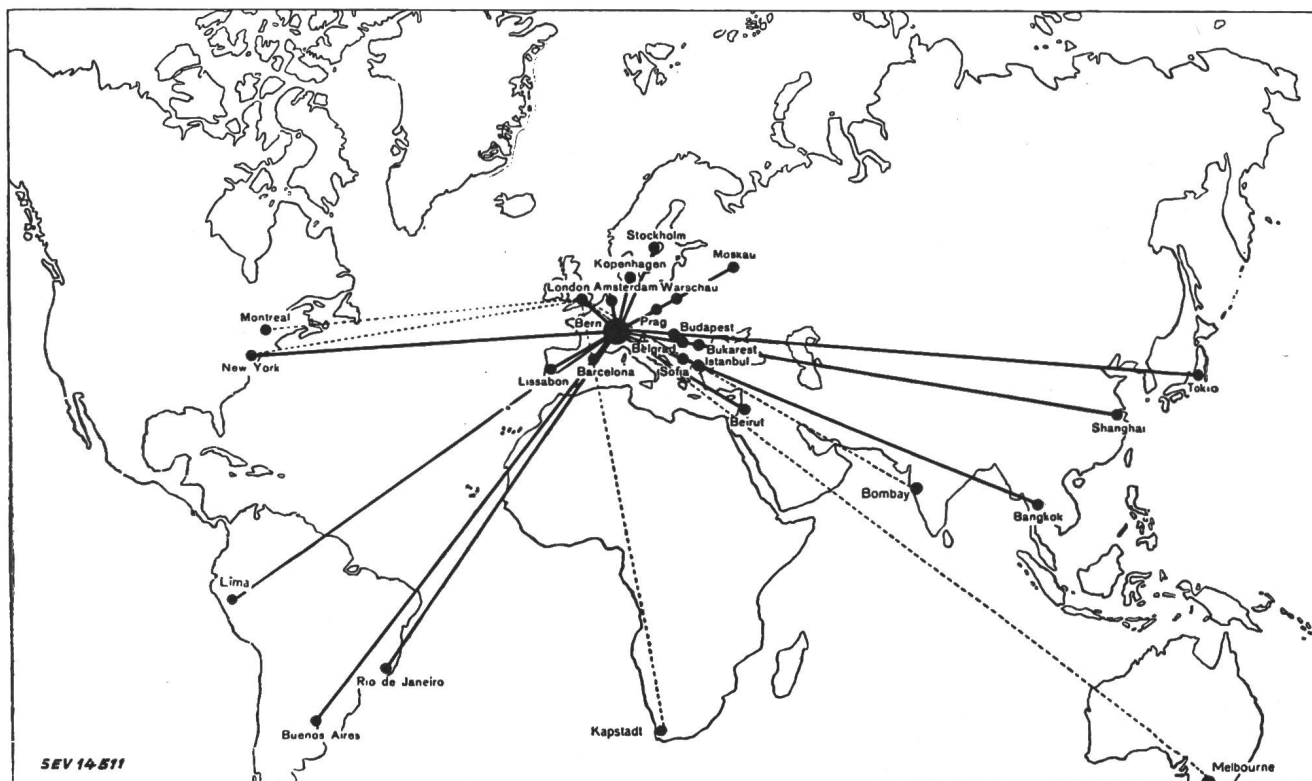 Stockholm
Moskau
Kopenhagen
London Amsterdam Warschau
Montreal
Bern
Prag
Budapest
New York
Belgrad
Bukarest
Istanbul
Lissabon
Barcelona
Sofia
Tokio
Beirut
Shanghai
Bombay
Bangkok
Lima
Rio de Janeiro
Buenos Aires
Kapstadt
Melbourne
SEV 14511